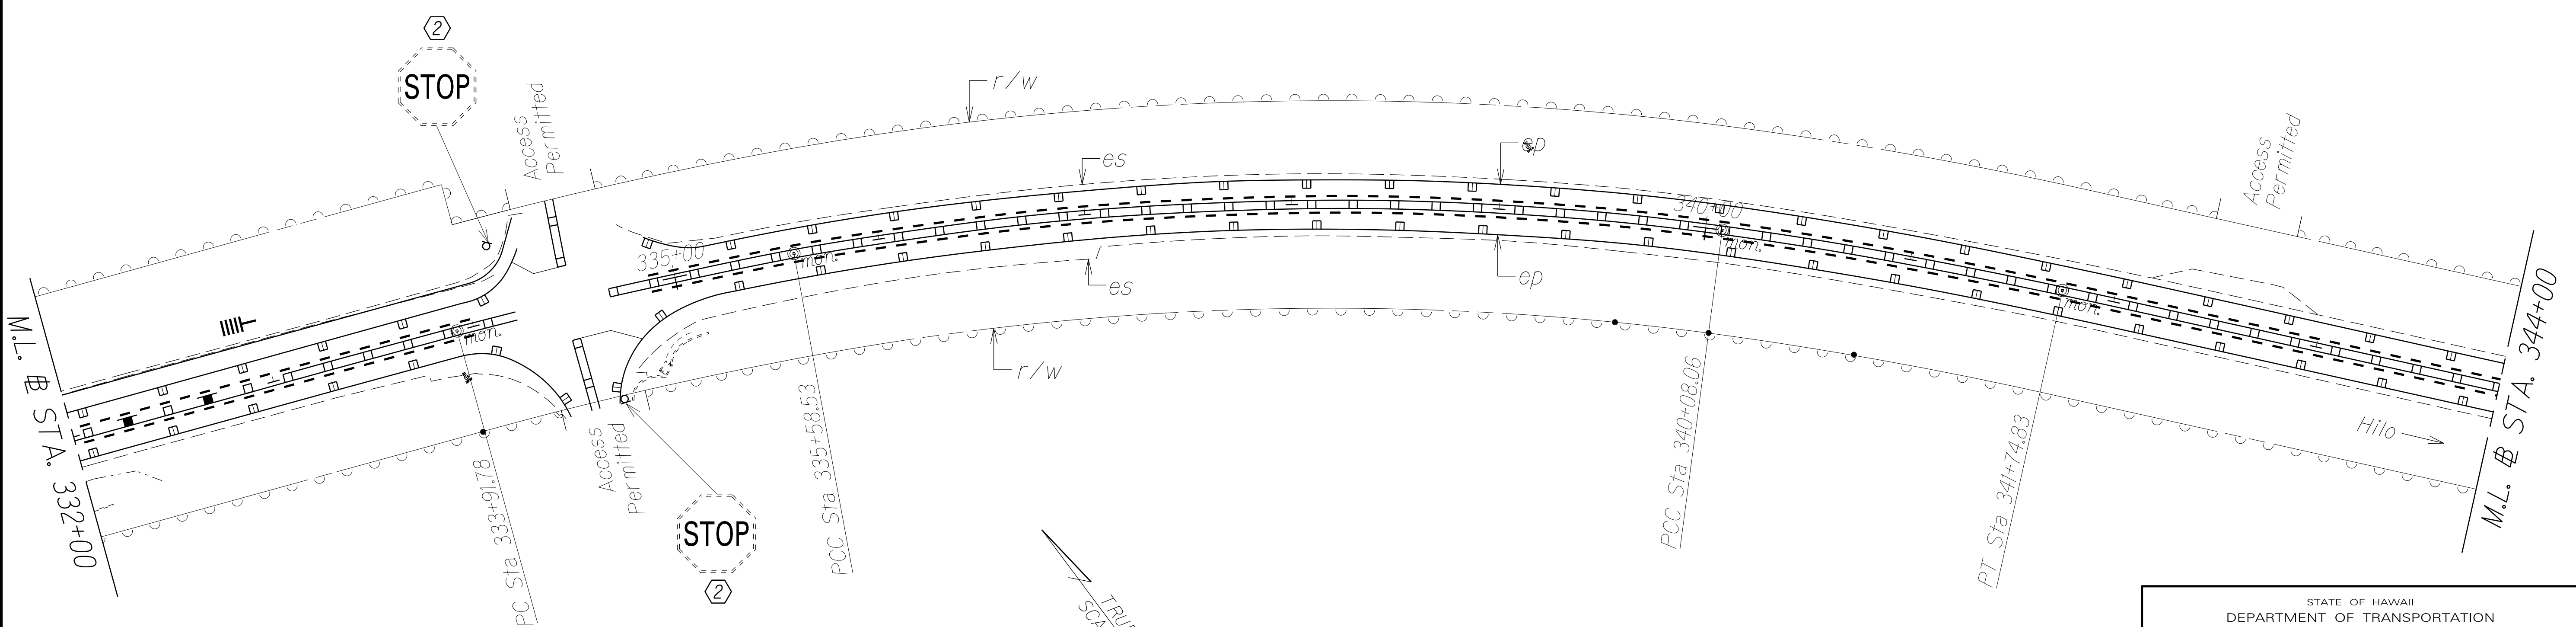 2
STOP
Access
Permitted
r/w
es
ep
340+00
mon.
Access
Permitted
335+00
mon.
mon.
es
ep
mon.
r/w
M.L. B STA. 332+00
M.L. B STA. 344+00
Hilo
PC Sta 333+91.78
PCC Sta 335+58.53
PCC Sta 340+08.06
PT Sta 341+74.83
Access
Permitted
STOP
2
STATE OF HAWAII
DEPARTMENT OF TRANSPORTATION